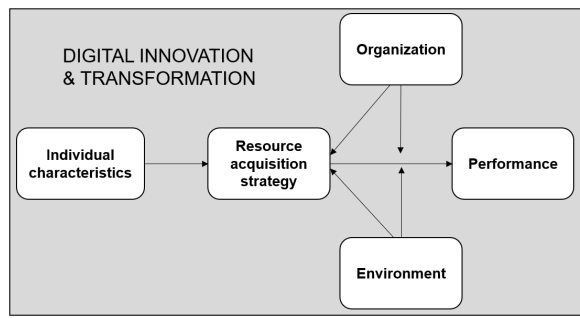 DIGITAL INNOVATION
& TRANSFORMATION
Organization
Individual
characteristics
Resource
acquisition
strategy
Performance
Environment